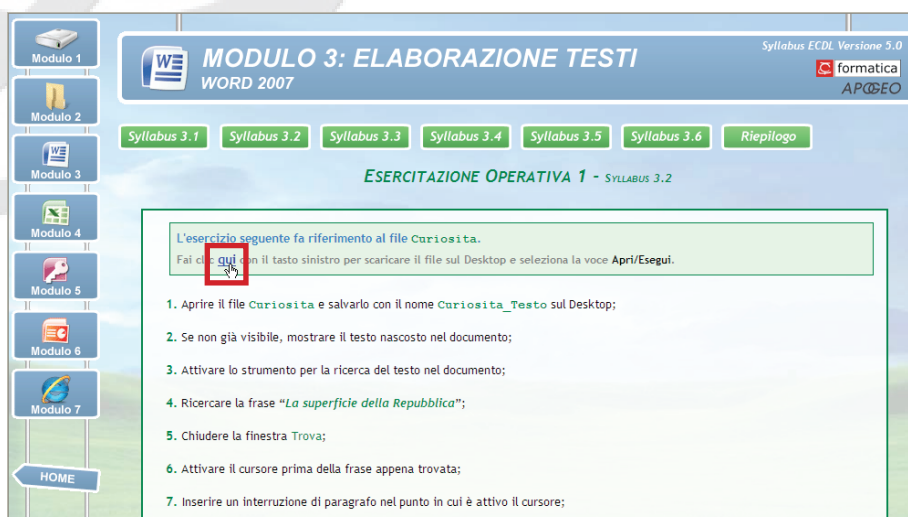 Modulo 1
Modulo 2
Modulo 3
Modulo 4
Modulo 5
Modulo 6
Modulo 7
HOME
MODULO 3: ELABORAZIONE TESTI
WORD 2007
Syllabus ECDL Versione 5.0
formatica
APOGEO
Syllabus 3.1 Syllabus 3.2 Syllabus 3.3 Syllabus 3.4 Syllabus 3.5 Syllabus 3.6 Riepilogo
ESERCITAZIONE OPERATIVA 1 - SYLLABUS 3.2
L'esercizio seguente fa riferimento al file Curiosita.
Fai clic qui con il tasto sinistro per scaricare il file sul Desktop e seleziona la voce Apri/Esegui.
1. Aprire il file Curiosita e salvarlo con il nome Curiosita_Testo sul Desktop;
2. Se non già visibile, mostrare il testo nascosto nel documento;
3. Attivare lo strumento per la ricerca del testo nel documento;
4. Ricercare la frase “La superficie della Repubblica”;
5. Chiudere la finestra Trova;
6. Attivare il cursore prima della frase appena trovata;
7. Inserire un interruzione di paragrafo nel punto in cui è attivo il cursore;